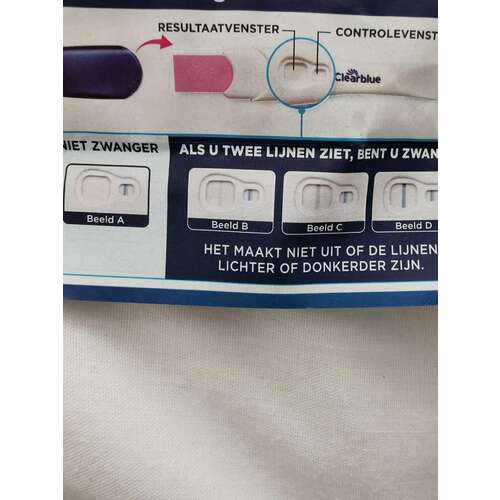 RESULTAATVENSTER
CONTROLEVENST
Clearblue
NIET ZWANGER
ALS U TWEE LIJNEN ZIET, BENT U ZWAN
Beeld A
Beeld B
Beeld C
Beeld D
HET MAAKT NIET UIT OF DE LIJNEN
LICHTER OF DONKERDER ZIJN.